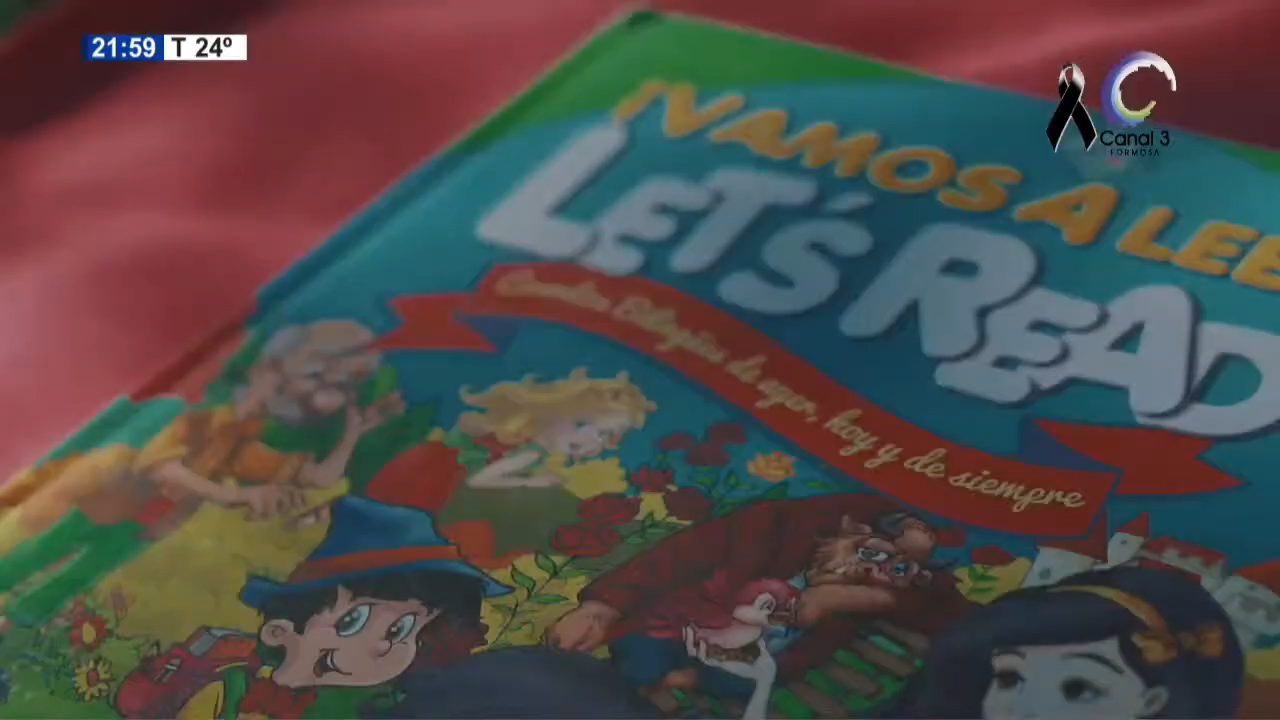 21:59 T 24º
Canal 3
FORMOSA
¡VAMOS A LEE
LET'S READ
Cuentos Bilingües de ayer, hoy y de siempre